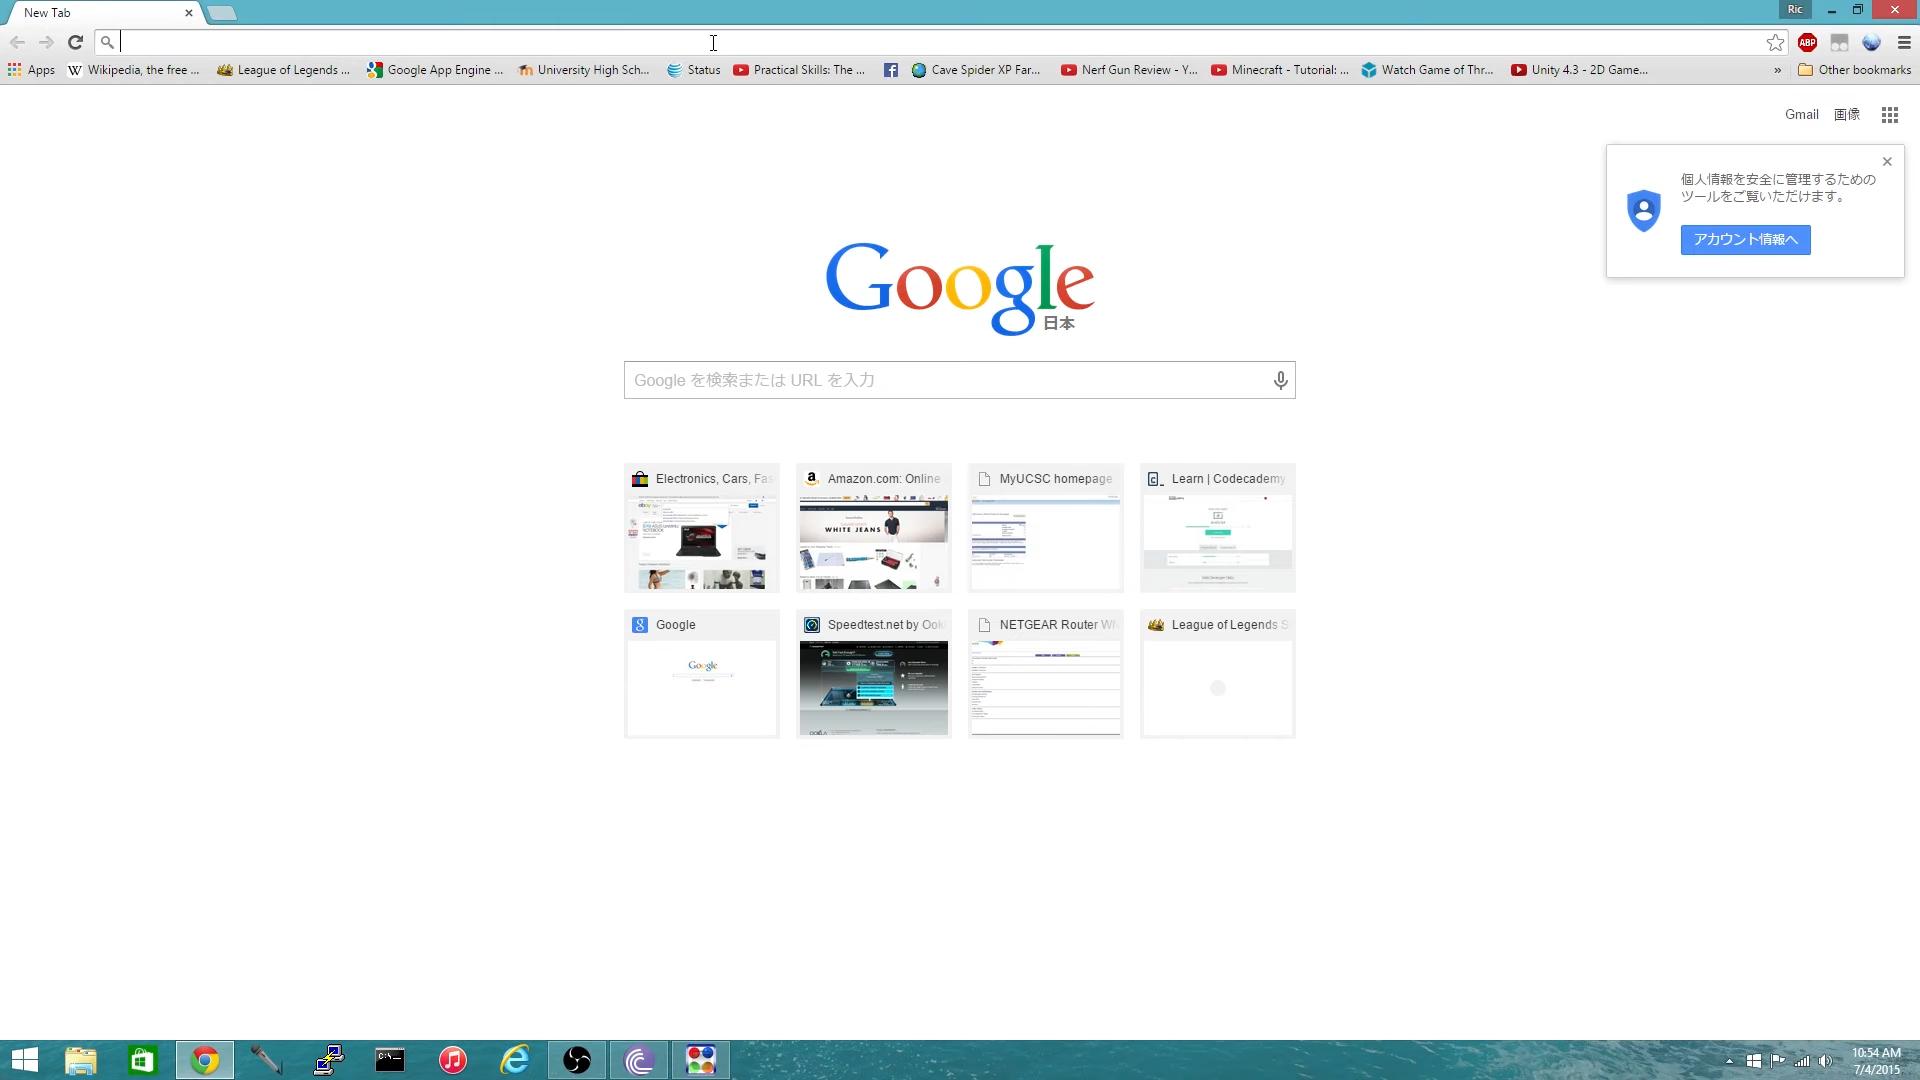 New Tab
Ric
Apps
Wikipedia, the free ...
League of Legends ...
Google App Engine ...
University High Sch...
Status
Practical Skills: The ...
Cave Spider XP Far...
Nerf Gun Review - Y...
Minecraft - Tutorial: ...
Watch Game of Thr...
Unity 4.3 - 2D Game...
»
Other bookmarks
ABP
Gmail
画像
個人情報を安全に管理するための
ツールをご覧いただけます。
アカウント情報へ
Google
日本
Google を検索または URL を入力
Electronics, Cars, Fas
Amazon.com: Online
MyUCSC homepage
Learn | Codecademy
WHITE JEANS
Google
Speedtest.net by Ook
NETGEAR Router W
League of Legends S
Google
10:54 AM
7/4/2015